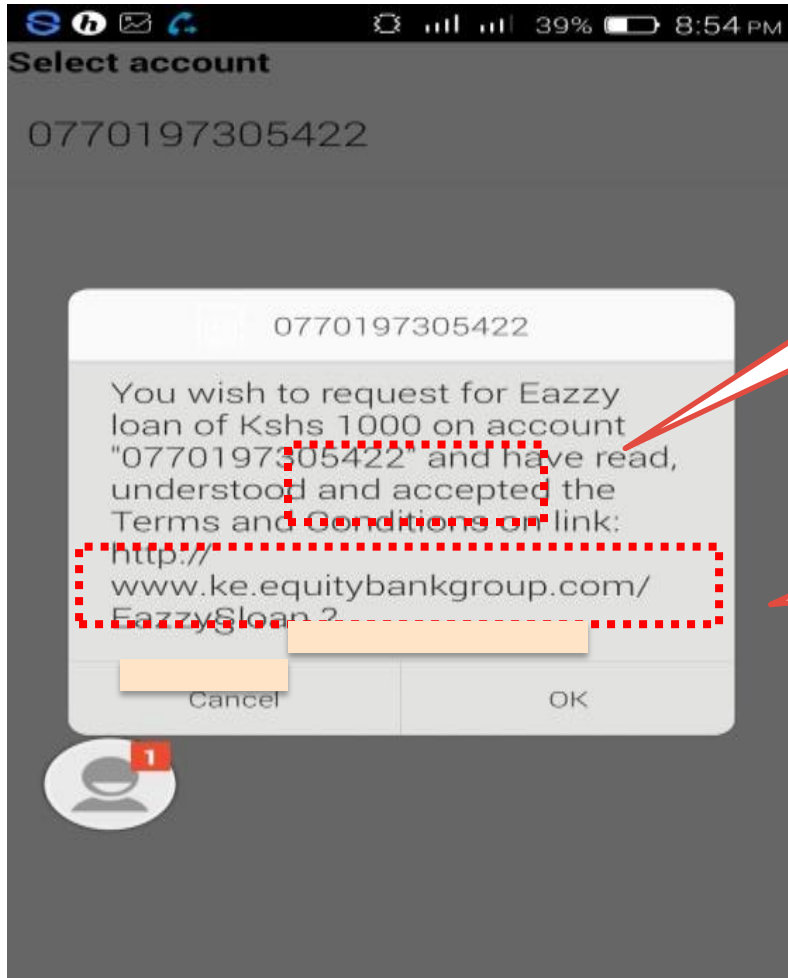 39% 8:54 PM
Select account
0770197305422
0770197305422
You wish to request for Eazzy
loan of Kshs 1000 on account
"0770197305422" and have read,
understood and accepted the
Terms and Conditions on link:
http://
www.ke.equitybankgroup.com/
Eazzy§loan ?
Cancel OK
1